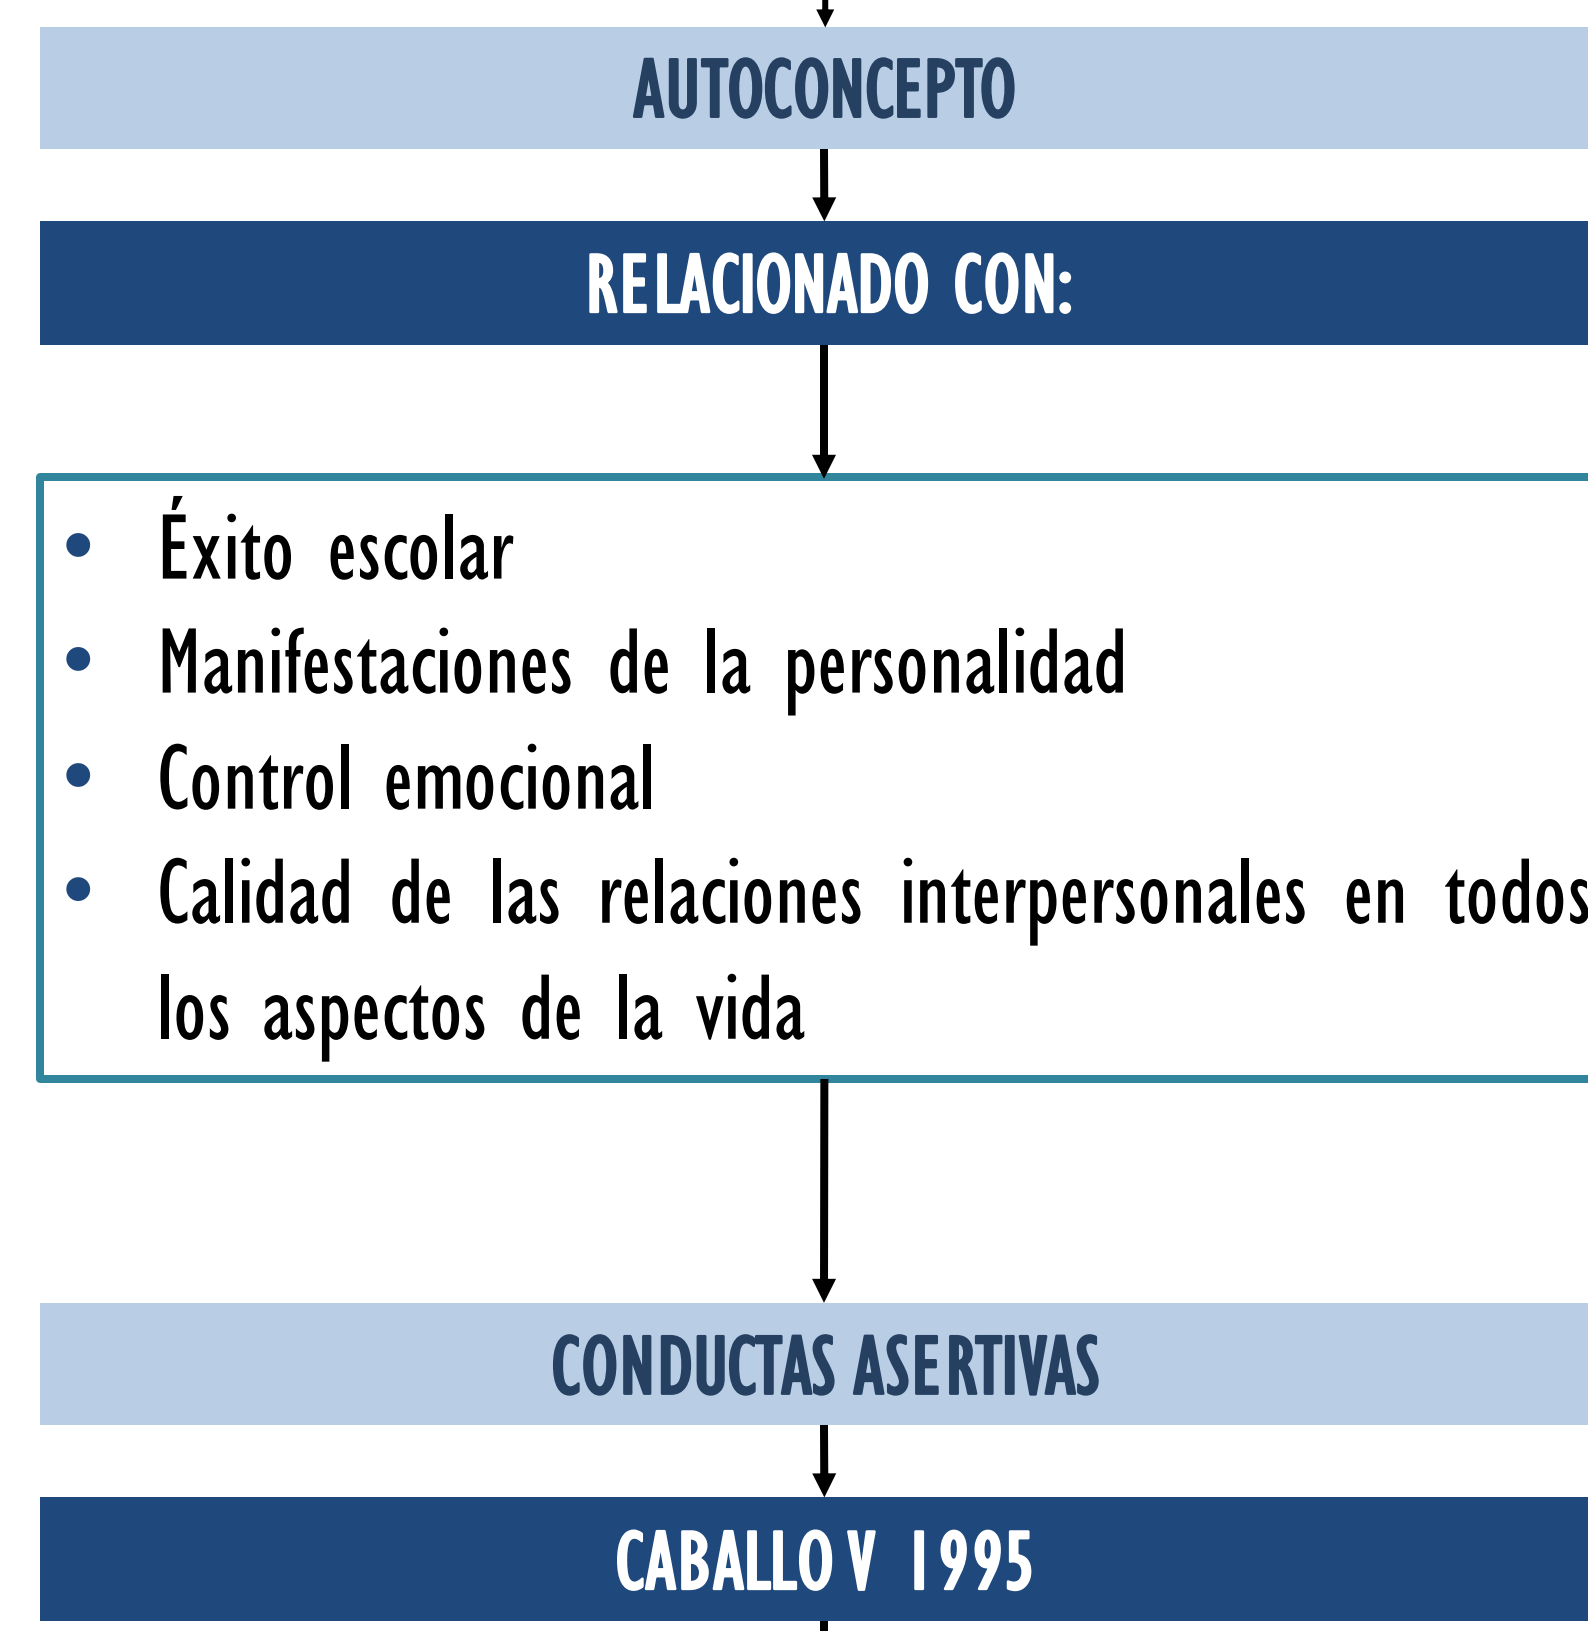 AUTOCONCEPTO
RELACIONADO CON:
• Éxito escolar
• Manifestaciones de la personalidad
• Control emocional
• Calidad de las relaciones interpersonales en todos
los aspectos de la vida
CONDUCTAS ASERTIVAS
CABALLO V 1995